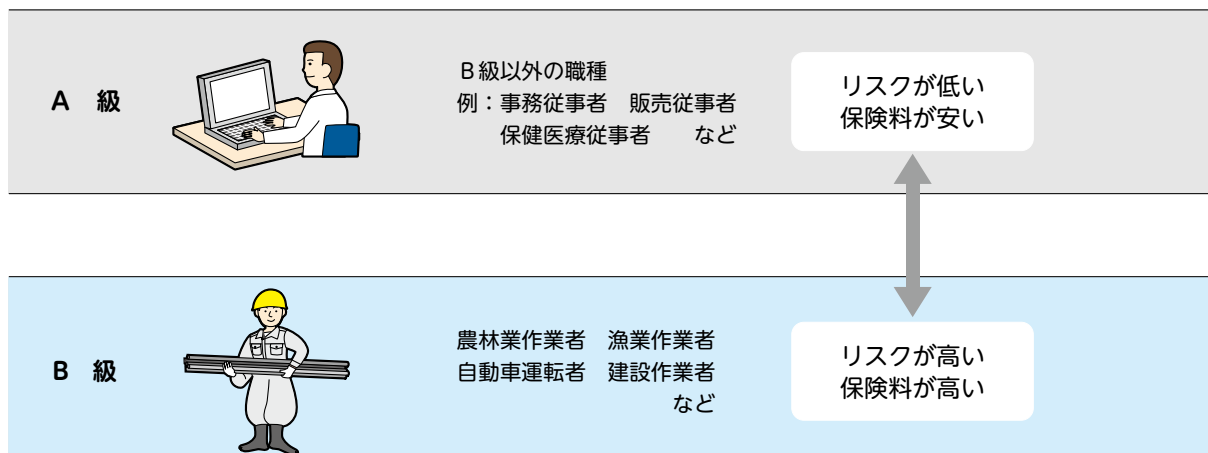 A 級
B級以外の職種
例：事務従事者 販売従事者
保健医療従事者 など
リスクが低い
保険料が安い
B 級
農林業作業者 漁業作業者
自動車運転者 建設作業者
など
リスクが高い
保険料が高い